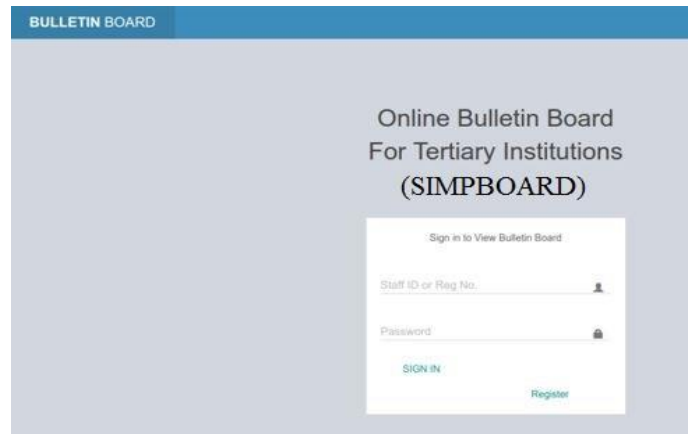 BULLETIN BOARD
Online Bulletin Board
For Tertiary Institutions
(SIMPBOARD)
Sign in to View Bulletin Board
Staff ID or Reg No.
Password
SIGN IN
Register